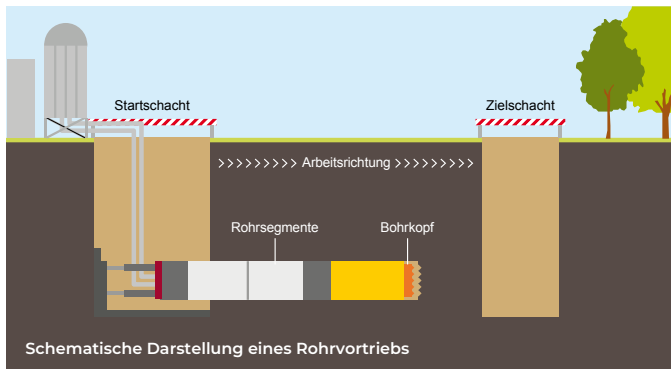 Startschacht
Zielschacht
>>>>>>>>> Arbeitsrichtung >>>>>>>>>
Rohrsegmente
Bohrkopf
Schematische Darstellung eines Rohrvortriebs